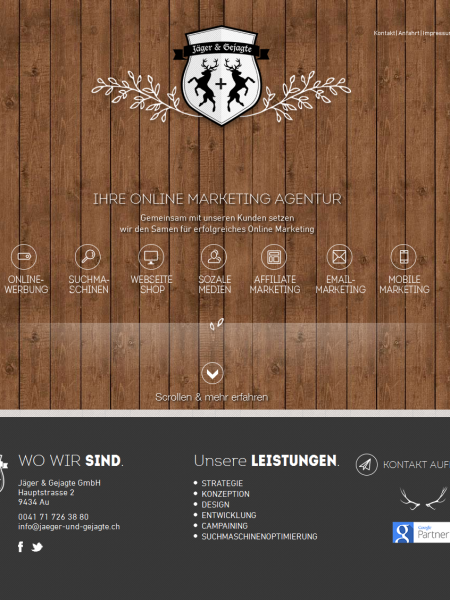 Kontakt | Anfahrt | Impressum
Jäger & Gejagte
IHRE ONLINE MARKETING AGENTUR
Gemeinsam mit unseren Kunden setzen
wir den Samen für erfolgreiches Online Marketing
ONLINE-
WERBUNG
SUCHMA-
SCHINEN
WEBSEITE
SHOP
SOZALE
MEDIEN
AFFILIATE
MARKETING
EMAIL-
MARKETING
MOBILE
MARKETING
Scrollen & mehr erfahren
WO WIR SIND.
Jäger & Gejagte GmbH
Hauptstrasse 2
9434 Au
0041 71 726 38 80
info@jaeger-und-gejagte.ch
Unsere LEISTUNGEN.
STRATEGIE
KONZEPTION
DESIGN
ENTWICKLUNG
CAMPAINING
SUCHMASCHINENOPTIMIERUNG
KONTAKT AUF
Google
Partner